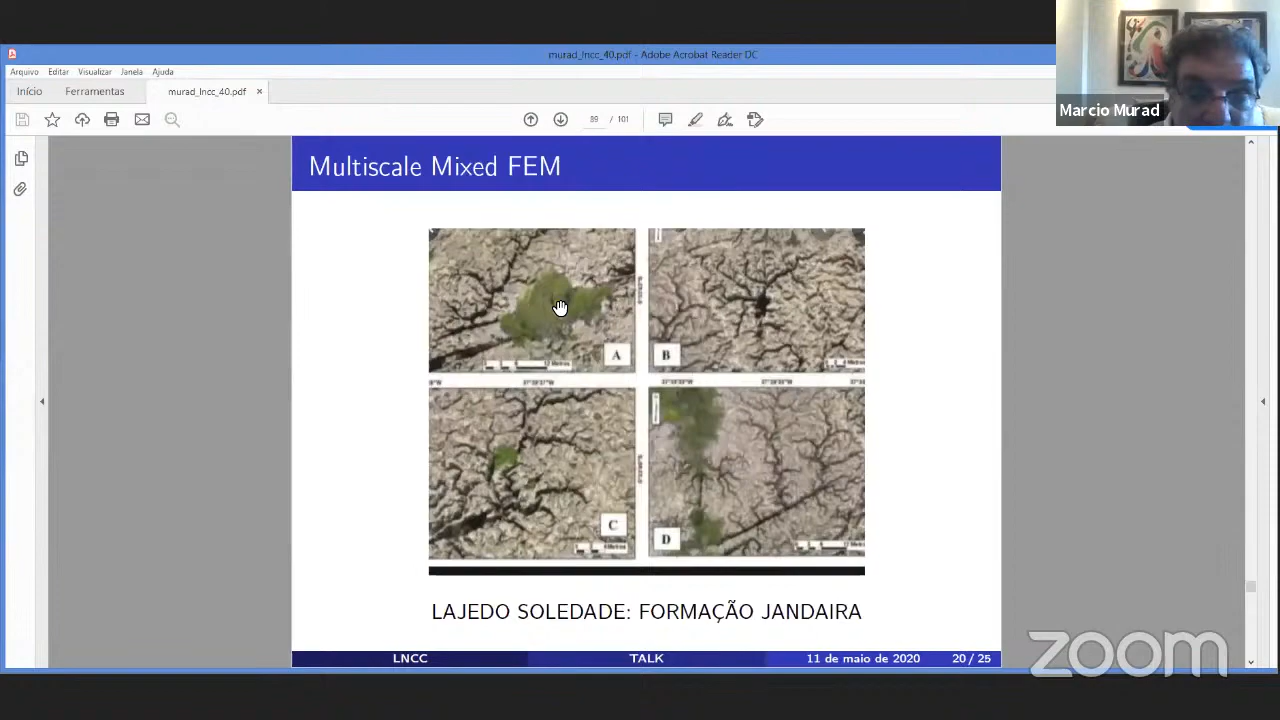 murad_lncc_40.pdf - Adobe Acrobat Reader DC
Arquivo Editar Visualizar Janela Ajuda
Início Ferramentas murad_lncc_40.pdf ×
89 / 101
Marcio Murad
Multiscale Mixed FEM
A
B
C
D
LAJEDO SOLEDADE: FORMAÇÃO JANDAIRA
LNCC TALK 11 de maio de 2020 20 / 25
zoom